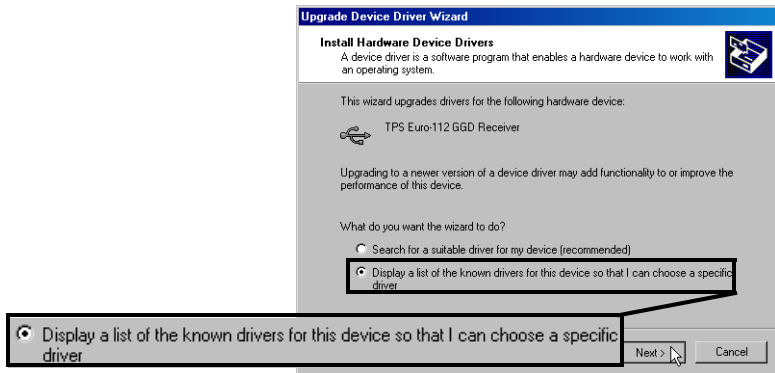 Upgrade Device Driver Wizard
Install Hardware Device Drivers
A device driver is a software program that enables a hardware device to work with
an operating system.
This wizard upgrades drivers for the following hardware device:
TPS Euro-112 GGD Receiver
Upgrading to a newer version of a device driver may add functionality to or improve the
performance of this device.
What do you want the wizard to do?
Search for a suitable driver for my device (recommended)
Display a list of the known drivers for this device so that I can choose a specific
driver
Display a list of the known drivers for this device so that I can choose a specific
driver
Next >
Cancel